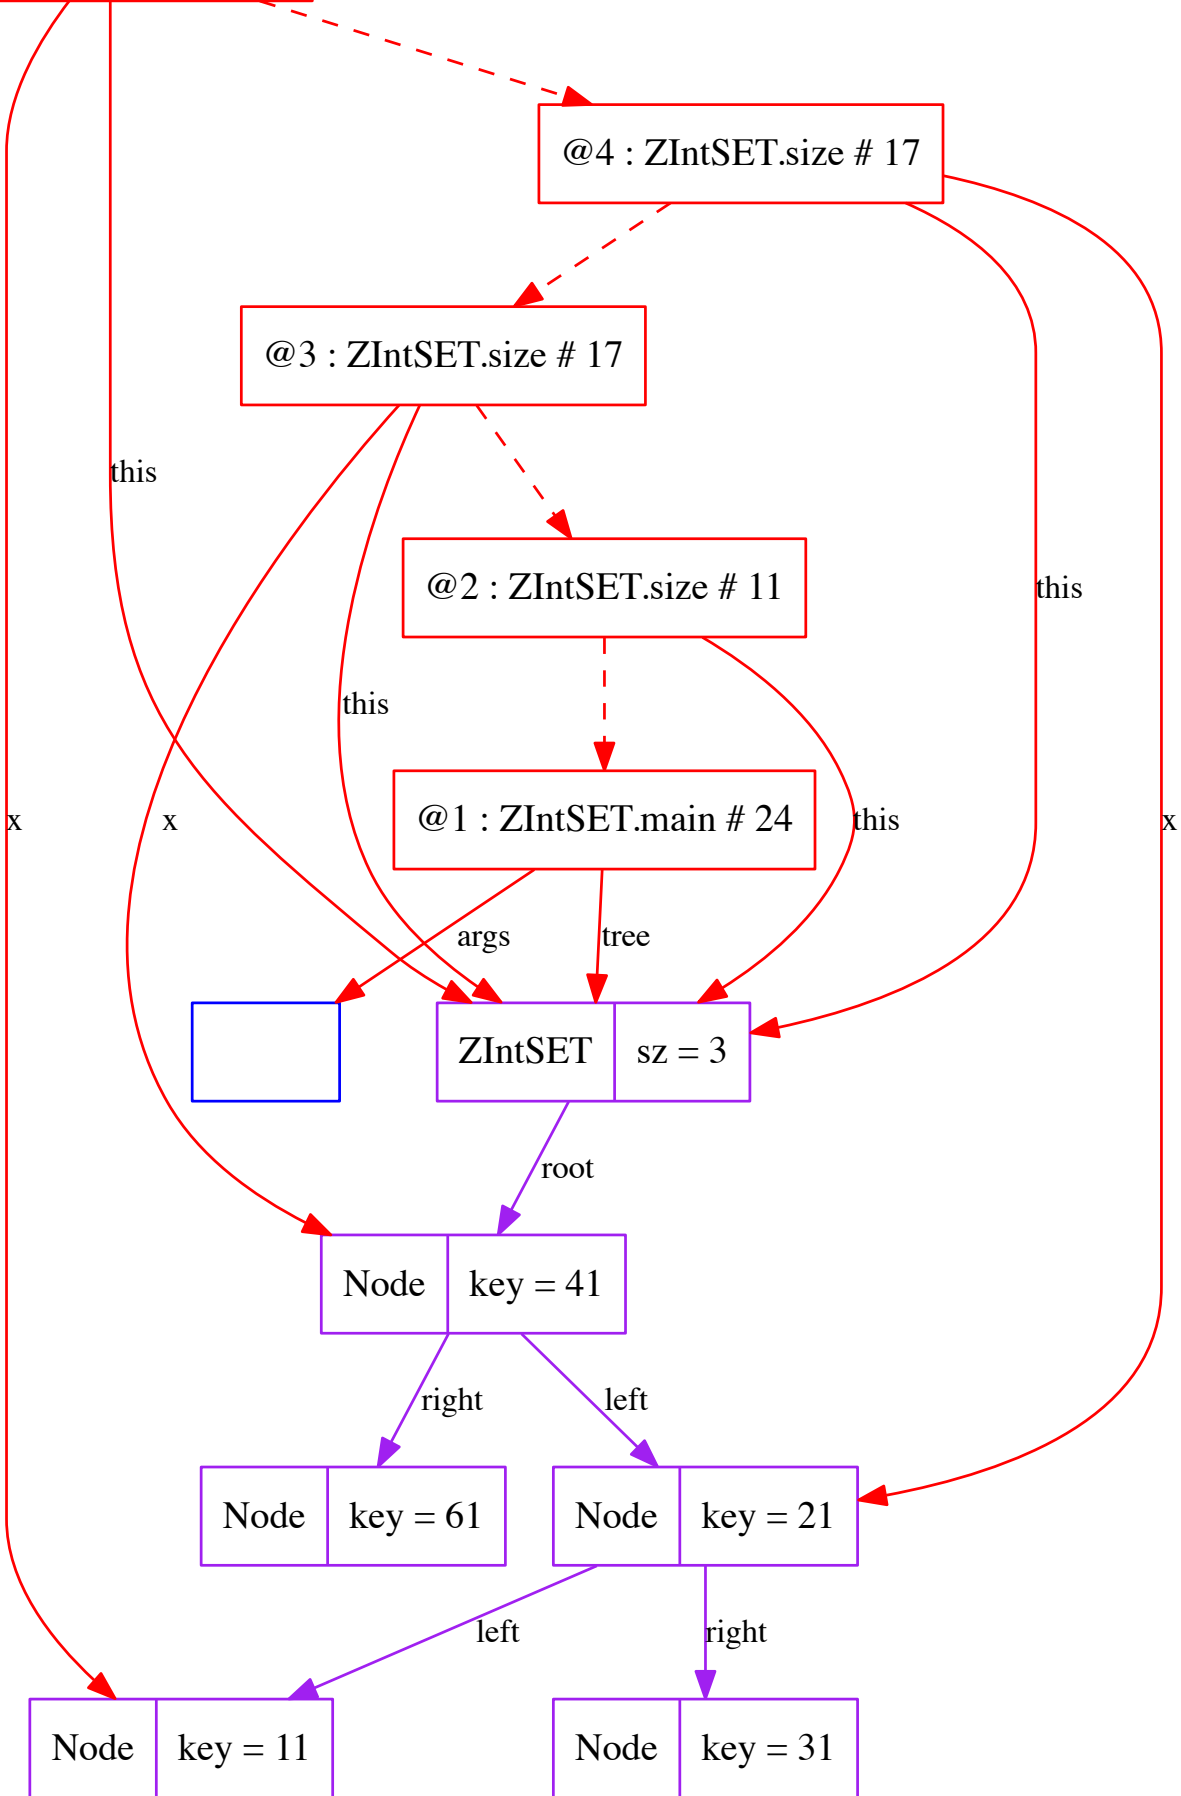 @4 : ZIntSET.size # 17
@3 : ZIntSET.size # 17
this
@2 : ZIntSET.size # 11
this
this
@1 : ZIntSET.main # 24
x
x
this
x
args
tree
ZIntSET
sz = 3
root
Node
key = 41
right
left
Node
key = 61
Node
key = 21
left
right
Node
key = 11
Node
key = 31